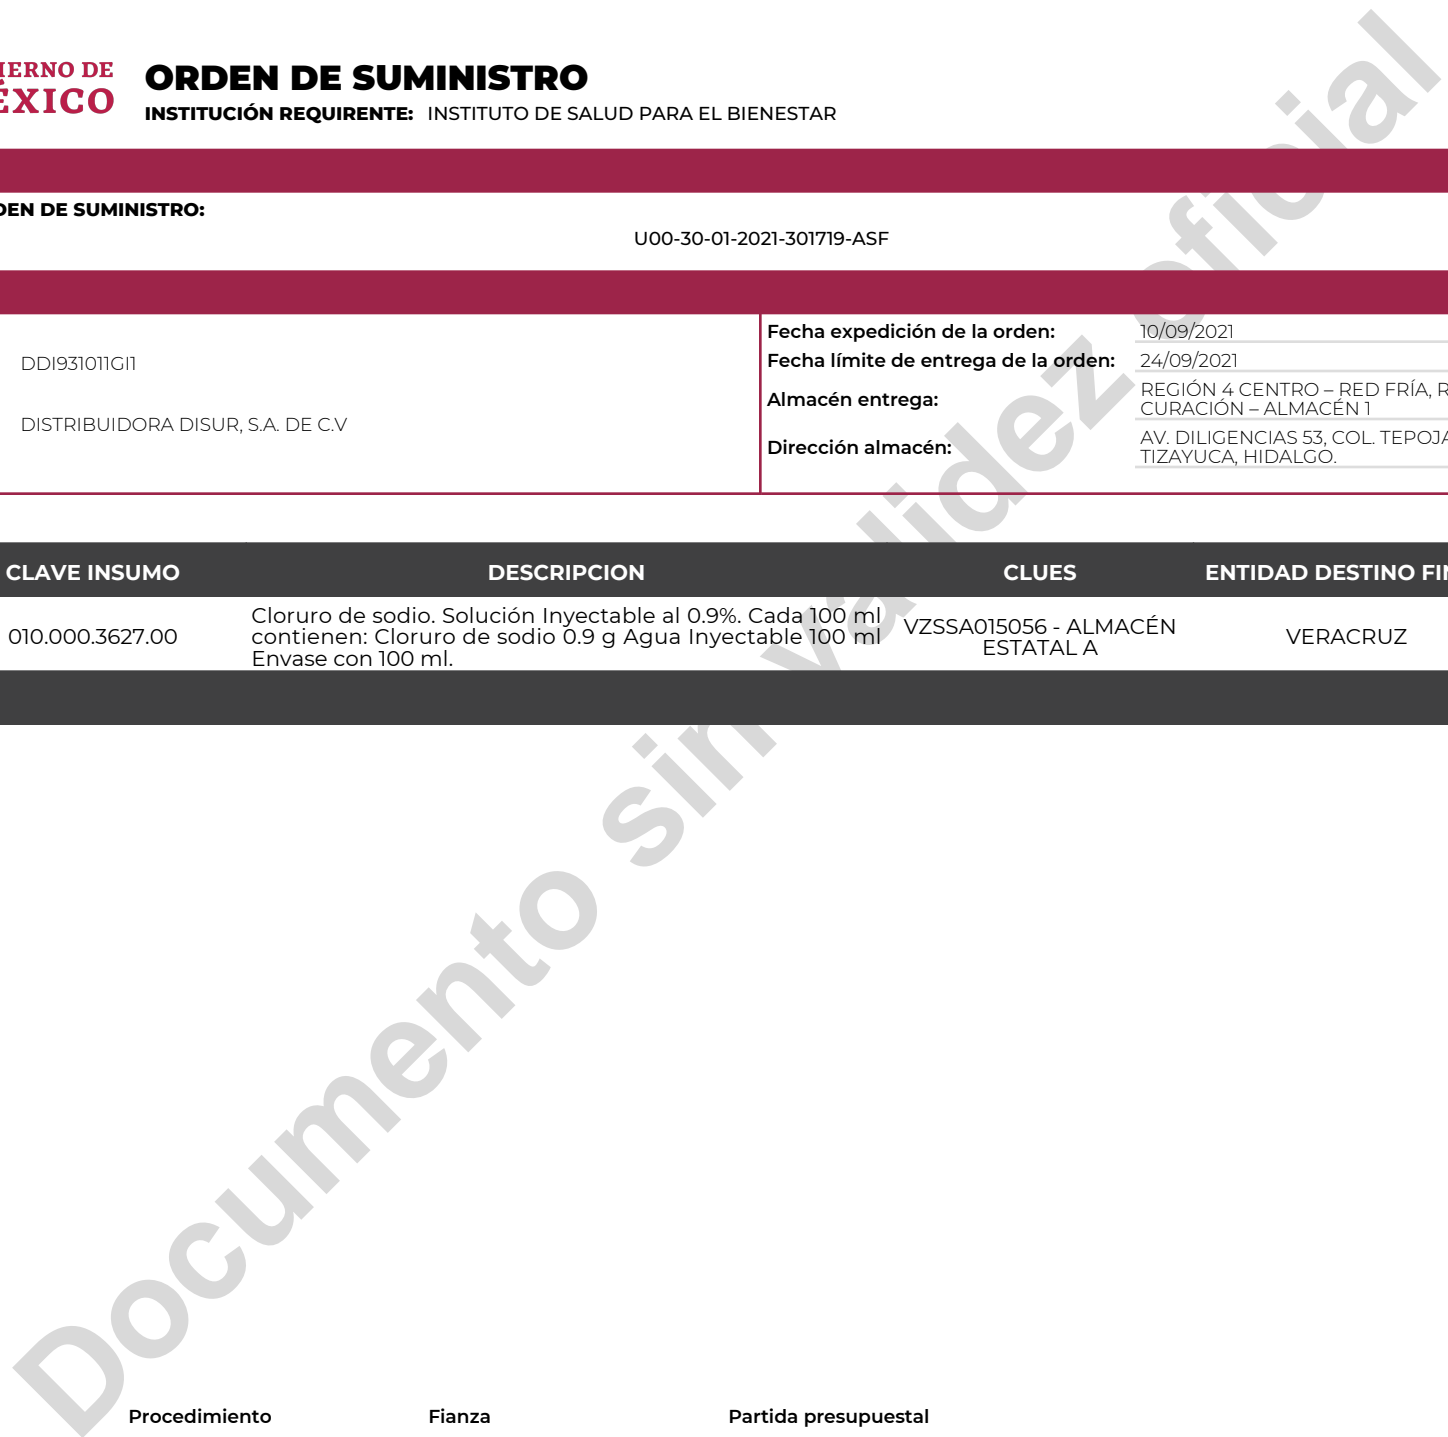 IERNO DE
ÉXICO
ORDEN DE SUMINISTRO
INSTITUCIÓN REQUIRENTE: INSTITUTO DE SALUD PARA EL BIENESTAR
DEN DE SUMINISTRO:
U00-30-01-2021-301719-ASF
DDI931011GI1
DISTRIBUIDORA DISUR, S.A. DE C.V
Fecha expedición de la orden: 10/09/2021
Fecha límite de entrega de la orden: 24/09/2021
Almacén entrega: REGIÓN 4 CENTRO – RED FRÍA, R
CURACIÓN – ALMACÉN 1
Dirección almacén: AV. DILIGENCIAS 53, COL. TEPOJA
TIZAYUCA, HIDALGO.
CLAVE INSUMO DESCRIPCION CLUES ENTIDAD DESTINO FIN
010.000.3627.00
Cloruro de sodio. Solución Inyectable al 0.9%. Cada 100 ml
contienen: Cloruro de sodio 0.9 g Agua Inyectable 100 ml
Envase con 100 ml.
VZSSA015056 - ALMACÉN
ESTATAL A
VERACRUZ
Documento sin validez oficial
Procedimiento Fianza Partida presupuestal